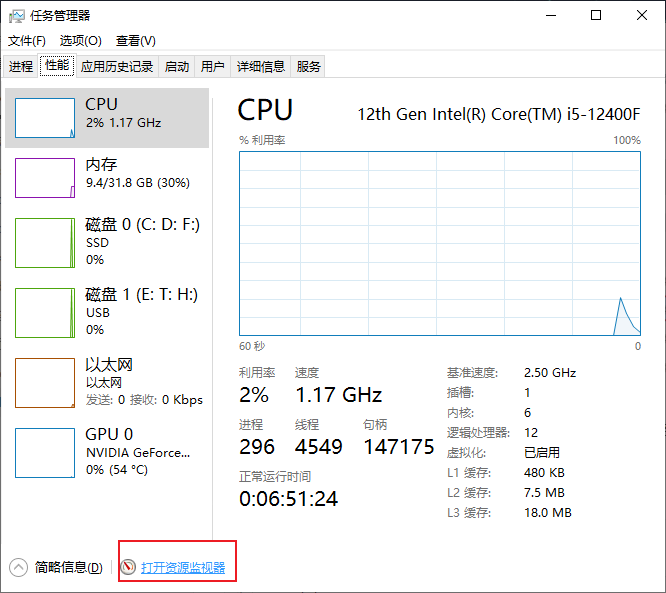 任务管理器
文件(F) 选项(O) 查看(V)
进程 性能 应用历史记录 启动 用户 详细信息 服务
CPU
2% 1.17 GHz
内存
9.4/31.8 GB (30%)
磁盘 0 (C: D: F:)
SSD
0%
磁盘 1 (E: T: H:)
USB
0%
以太网
以太网
发送: 0 接收: 0 Kbps
GPU 0
NVIDIA GeForce...
0% (54 °C)
CPU 12th Gen Intel(R) Core(TM) i5-12400F
% 利用率 100%
60 秒 0
利用率 速度
2% 1.17 GHz
进程 线程 句柄
296 4549 147175
正常运行时间
0:06:51:24
基准速度: 2.50 GHz
插槽: 1
内核: 6
逻辑处理器: 12
虚拟化: 已启用
L1 缓存: 480 KB
L2 缓存: 7.5 MB
L3 缓存: 18.0 MB
简略信息(D) 打开资源监视器